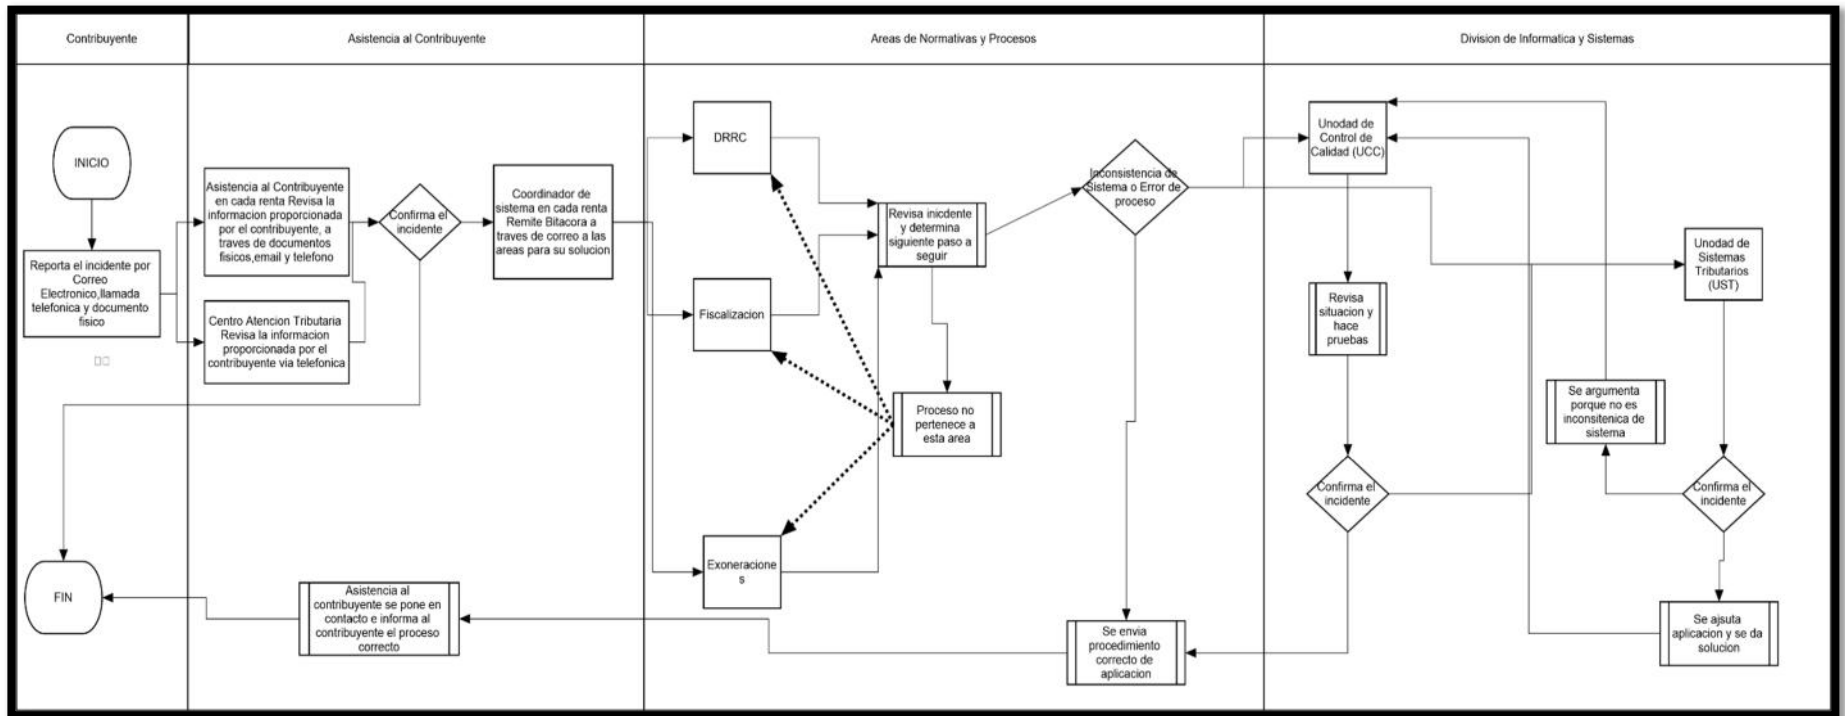 Contribuyente
Asistencia al Contribuyente
Areas de Normativas y Procesos
Division de Informatica y Sistemas
INICIO
Reporta el incidente por
Correo
Electronico,llamada
telefonica y documento
fisico
FIN
Asistencia al Contribuyente
en cada renta Revisa la
informacion proporcionada
por el contribuyente, a
traves de documentos
fisicos,email y telefono
Centro Atencion Tributaria
Revisa la informacion
proporcionada por el
contribuyente via telefonica
Confirma el
incidente
Coordinador de
sistema en cada renta
Remite Bitacora a
traves de correo a las
areas para su solucion
Asistencia al
contribuyente se pone en
contacto e informa al
contribuyente el proceso
correcto
DRRC
Fiscalizacion
Exoneracione
s
Revisa inicdente
y determina
siguiente paso a
seguir
Proceso no
pertenece a
esta area
Inconsistencia de
Sistema o Error de
proceso
Se envia
procedimiento
correcto de
aplicacion
Unodad de
Control de
Calidad (UCC)
Revisa
situacion y
hace
pruebas
Confirma el
incidente
Se argumenta
porque no es
inconsitenica de
sistema
Unodad de
Sistemas
Tributarios
(UST)
Confirma el
incidente
Se ajsuta
aplicacion y se da
solucion